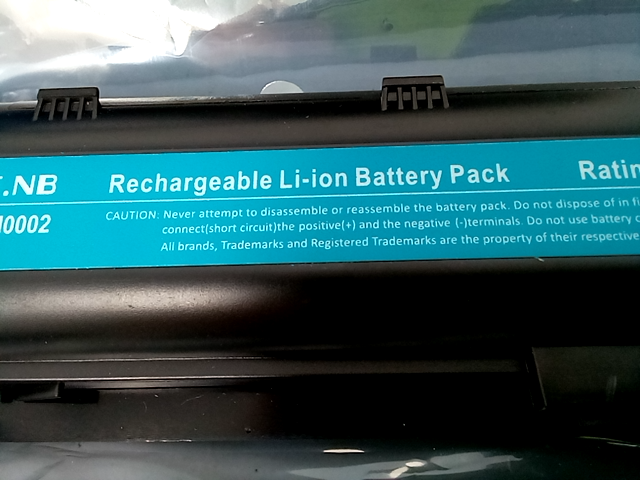 .NB Rechargeable Li-ion Battery Pack Ratin
0002
CAUTION: Never attempt to disassemble or reassemble the battery pack. Do not dispose of in fi
connect(short circuit)the positive(+) and the negative (-)terminals. Do not use battery
All brands, Trademarks and Registered Trademarks are the property of their respective